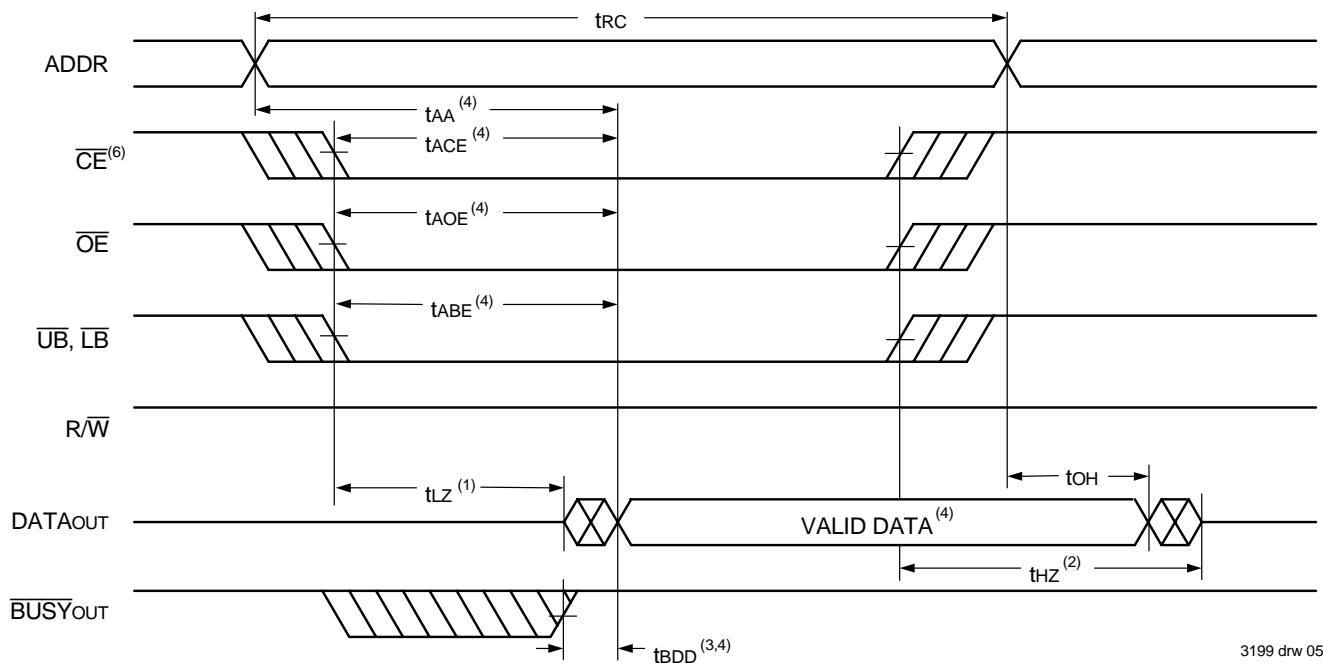 tRC
ADDR
tAA (4)
CE(6)
tACE (4)
OE
tAOE (4)
UB, LB
tABE (4)
R/W
tLZ (1)
tOH
DATAOUT
VALID DATA(4)
tHZ (2)
BUSYOUT
tBDD (3,4)
3199 drw 05